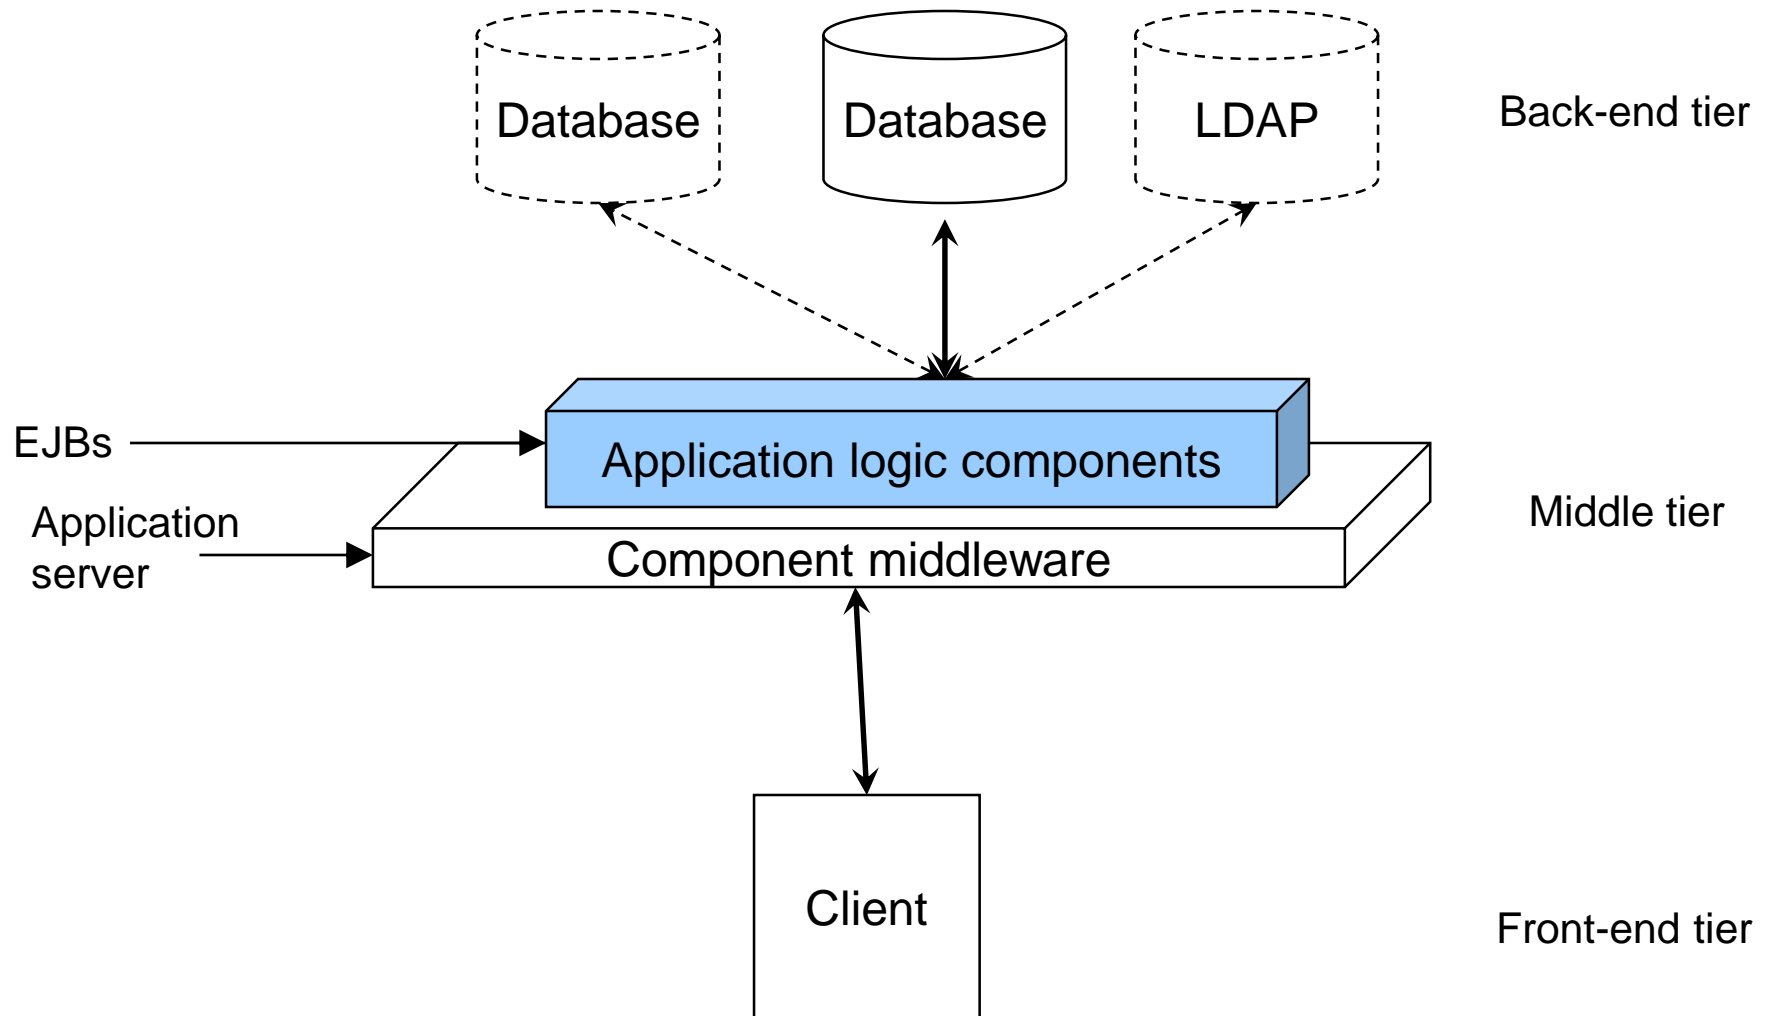 Database
Database
LDAP
Back-end tier
EJBs
Application logic components
Application
server
Component middleware
Middle tier
Client
Front-end tier